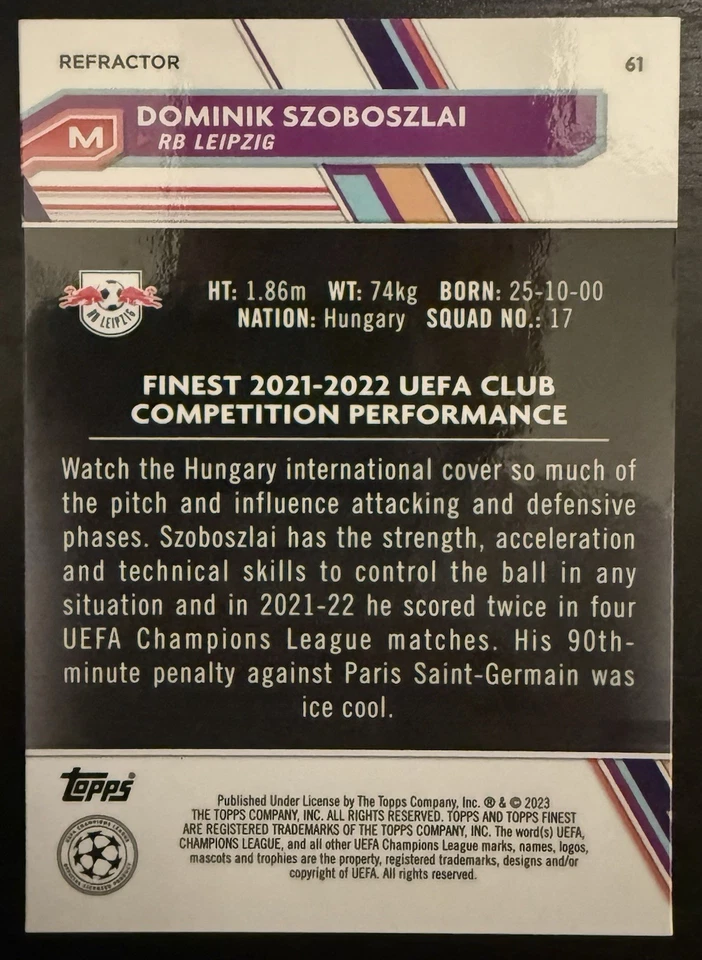 REFRACTOR
61
M
DOMINIK SZOBOSZLAI
RB LEIPZIG
RB LEIPZIG
HT: 1.86m WT: 74kg BORN: 25-10-00
NATION: Hungary SQUAD NO.: 17
FINEST 2021-2022 UEFA CLUB
COMPETITION PERFORMANCE
Watch the Hungary international cover so much of
the pitch and influence attacking and defensive
phases. Szoboszlai has the strength, acceleration
and technical skills to control the ball in any
situation and in 2021-22 he scored twice in four
UEFA Champions League matches. His 90th-
minute penalty against Paris Saint-Germain was
ice cool.
Topps®
UEFA CHAMPIONS LEAGUE
OFFICIAL LICENSED PRODUCT
Published Under License by The Topps Company, Inc. ® & © 2023
THE TOPPS COMPANY, INC. ALL RIGHTS RESERVED. TOPPS AND TOPPS FINEST
ARE REGISTERED TRADEMARKS OF THE TOPPS COMPANY, INC. The word(s) UEFA,
CHAMPIONS LEAGUE, and all other UEFA Champions League marks, names, logos,
mascots and trophies are the property, registered trademarks, designs and/or
copyright of UEFA. All rights reserved.